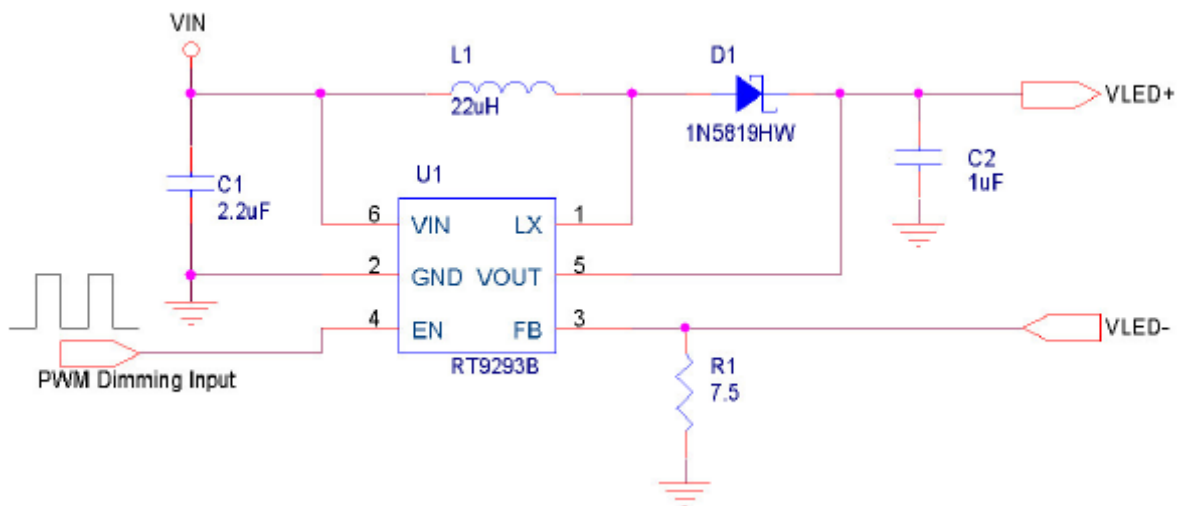 VIN
L1
22uH
D1
1N5819HW
VLED+
C1
2.2uF
C2
1uF
U1
6 VIN LX 1
2 GND VOUT 5
4 EN FB 3
RT9293B
PWM Dimming Input
R1
7.5
VLED-